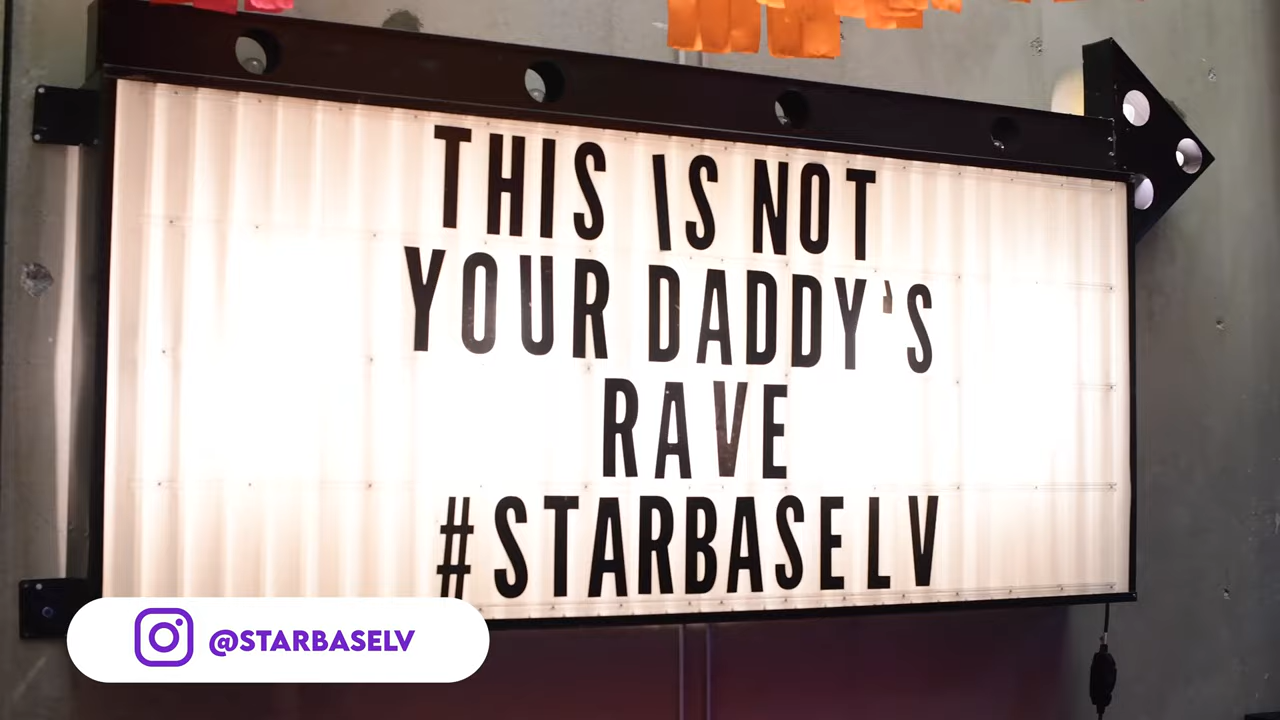 THIS IS NOT
YOUR DADDY'S
RAVE
#STARBASELV
@STARBASELV